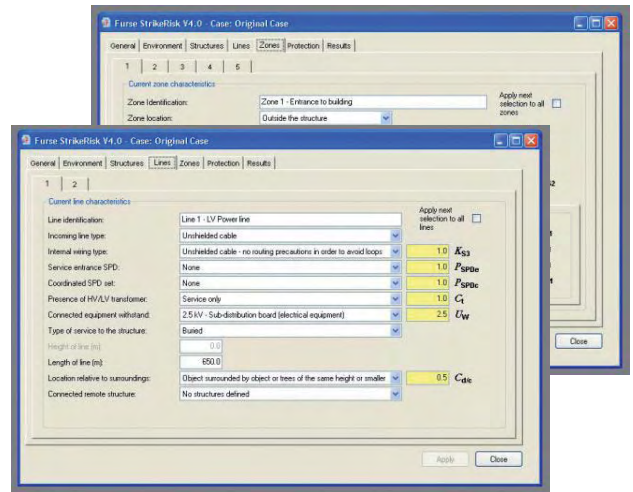 Furse StrikeRisk V4.0 - Case: Original Case
General Environment Structures Lines Zones Protection Results
1 2 3 4 5
Current zone characteristics
Zone Identification: Zone 1 - Entrance to building
Apply next selection to all zones
Zone location: Outside the structure
Close
Furse StrikeRisk V4.0 - Case: Original Case
General Environment Structures Lines Zones Protection Results
1 2
Current line characteristics
Apply next selection to all lines
Line identification: Line 1 - LV Power line
Incoming line type: Unshielded cable
Internal wiring type: Unshielded cable - no routing precautions in order to avoid loops 1.0 KS3
Service entrance SPD: None 1.0 PSPDe
Coordinated SPD set: None 1.0 PSPDc
Presence of HV/LV transformer: Service only 1.0 Ct
Connected equipment withstand: 2.5 kV - Sub-distribution board (electrical equipment) 2.5 UW
Type of service to the structure: Buried
Height of line (m): 0.0
Length of line (m): 650.0
Location relative to surroundings: Object surrounded by object or trees of the same height or smaller 0.5 Cd/e
Connected remote structure: No structures defined
Apply Close